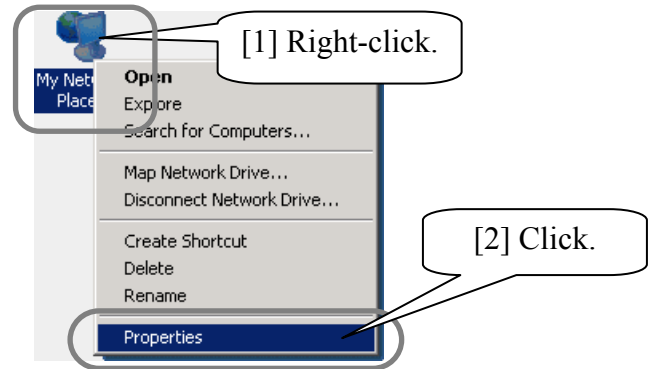 [1] Right-click.
My Net
Place
Open
Explore
Search for Computers...
Map Network Drive...
Disconnect Network Drive...
Create Shortcut
Delete
Rename
[2] Click.
Properties